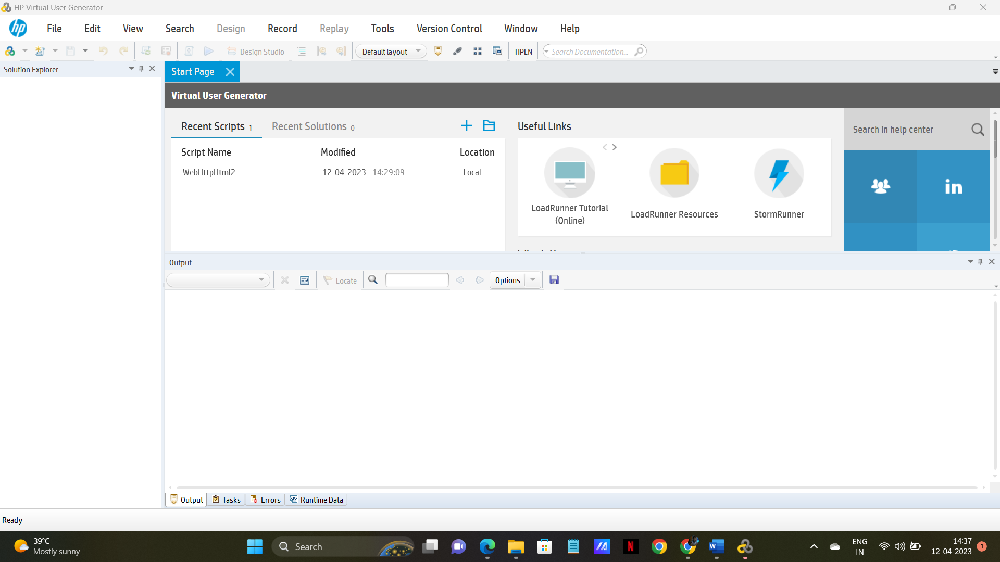 HP Virtual User Generator
hp File Edit View Search Design Record Replay Tools Version Control Window Help
Design Studio Default layout HPLN Search Documentation...
Solution Explorer
Start Page
Virtual User Generator
Recent Scripts 1 Recent Solutions 0
Script Name Modified Location
WebHttpHtml2 12-04-2023 14:29:09 Local
Useful Links
LoadRunner Tutorial
(Online)
LoadRunner Resources
StormRunner
Search in help center
in
Output
Locate Options
Output Tasks Errors Runtime Data
Ready
39°C
Mostly sunny
Search
N
W
ENG
IN
14:37
12-04-2023
1